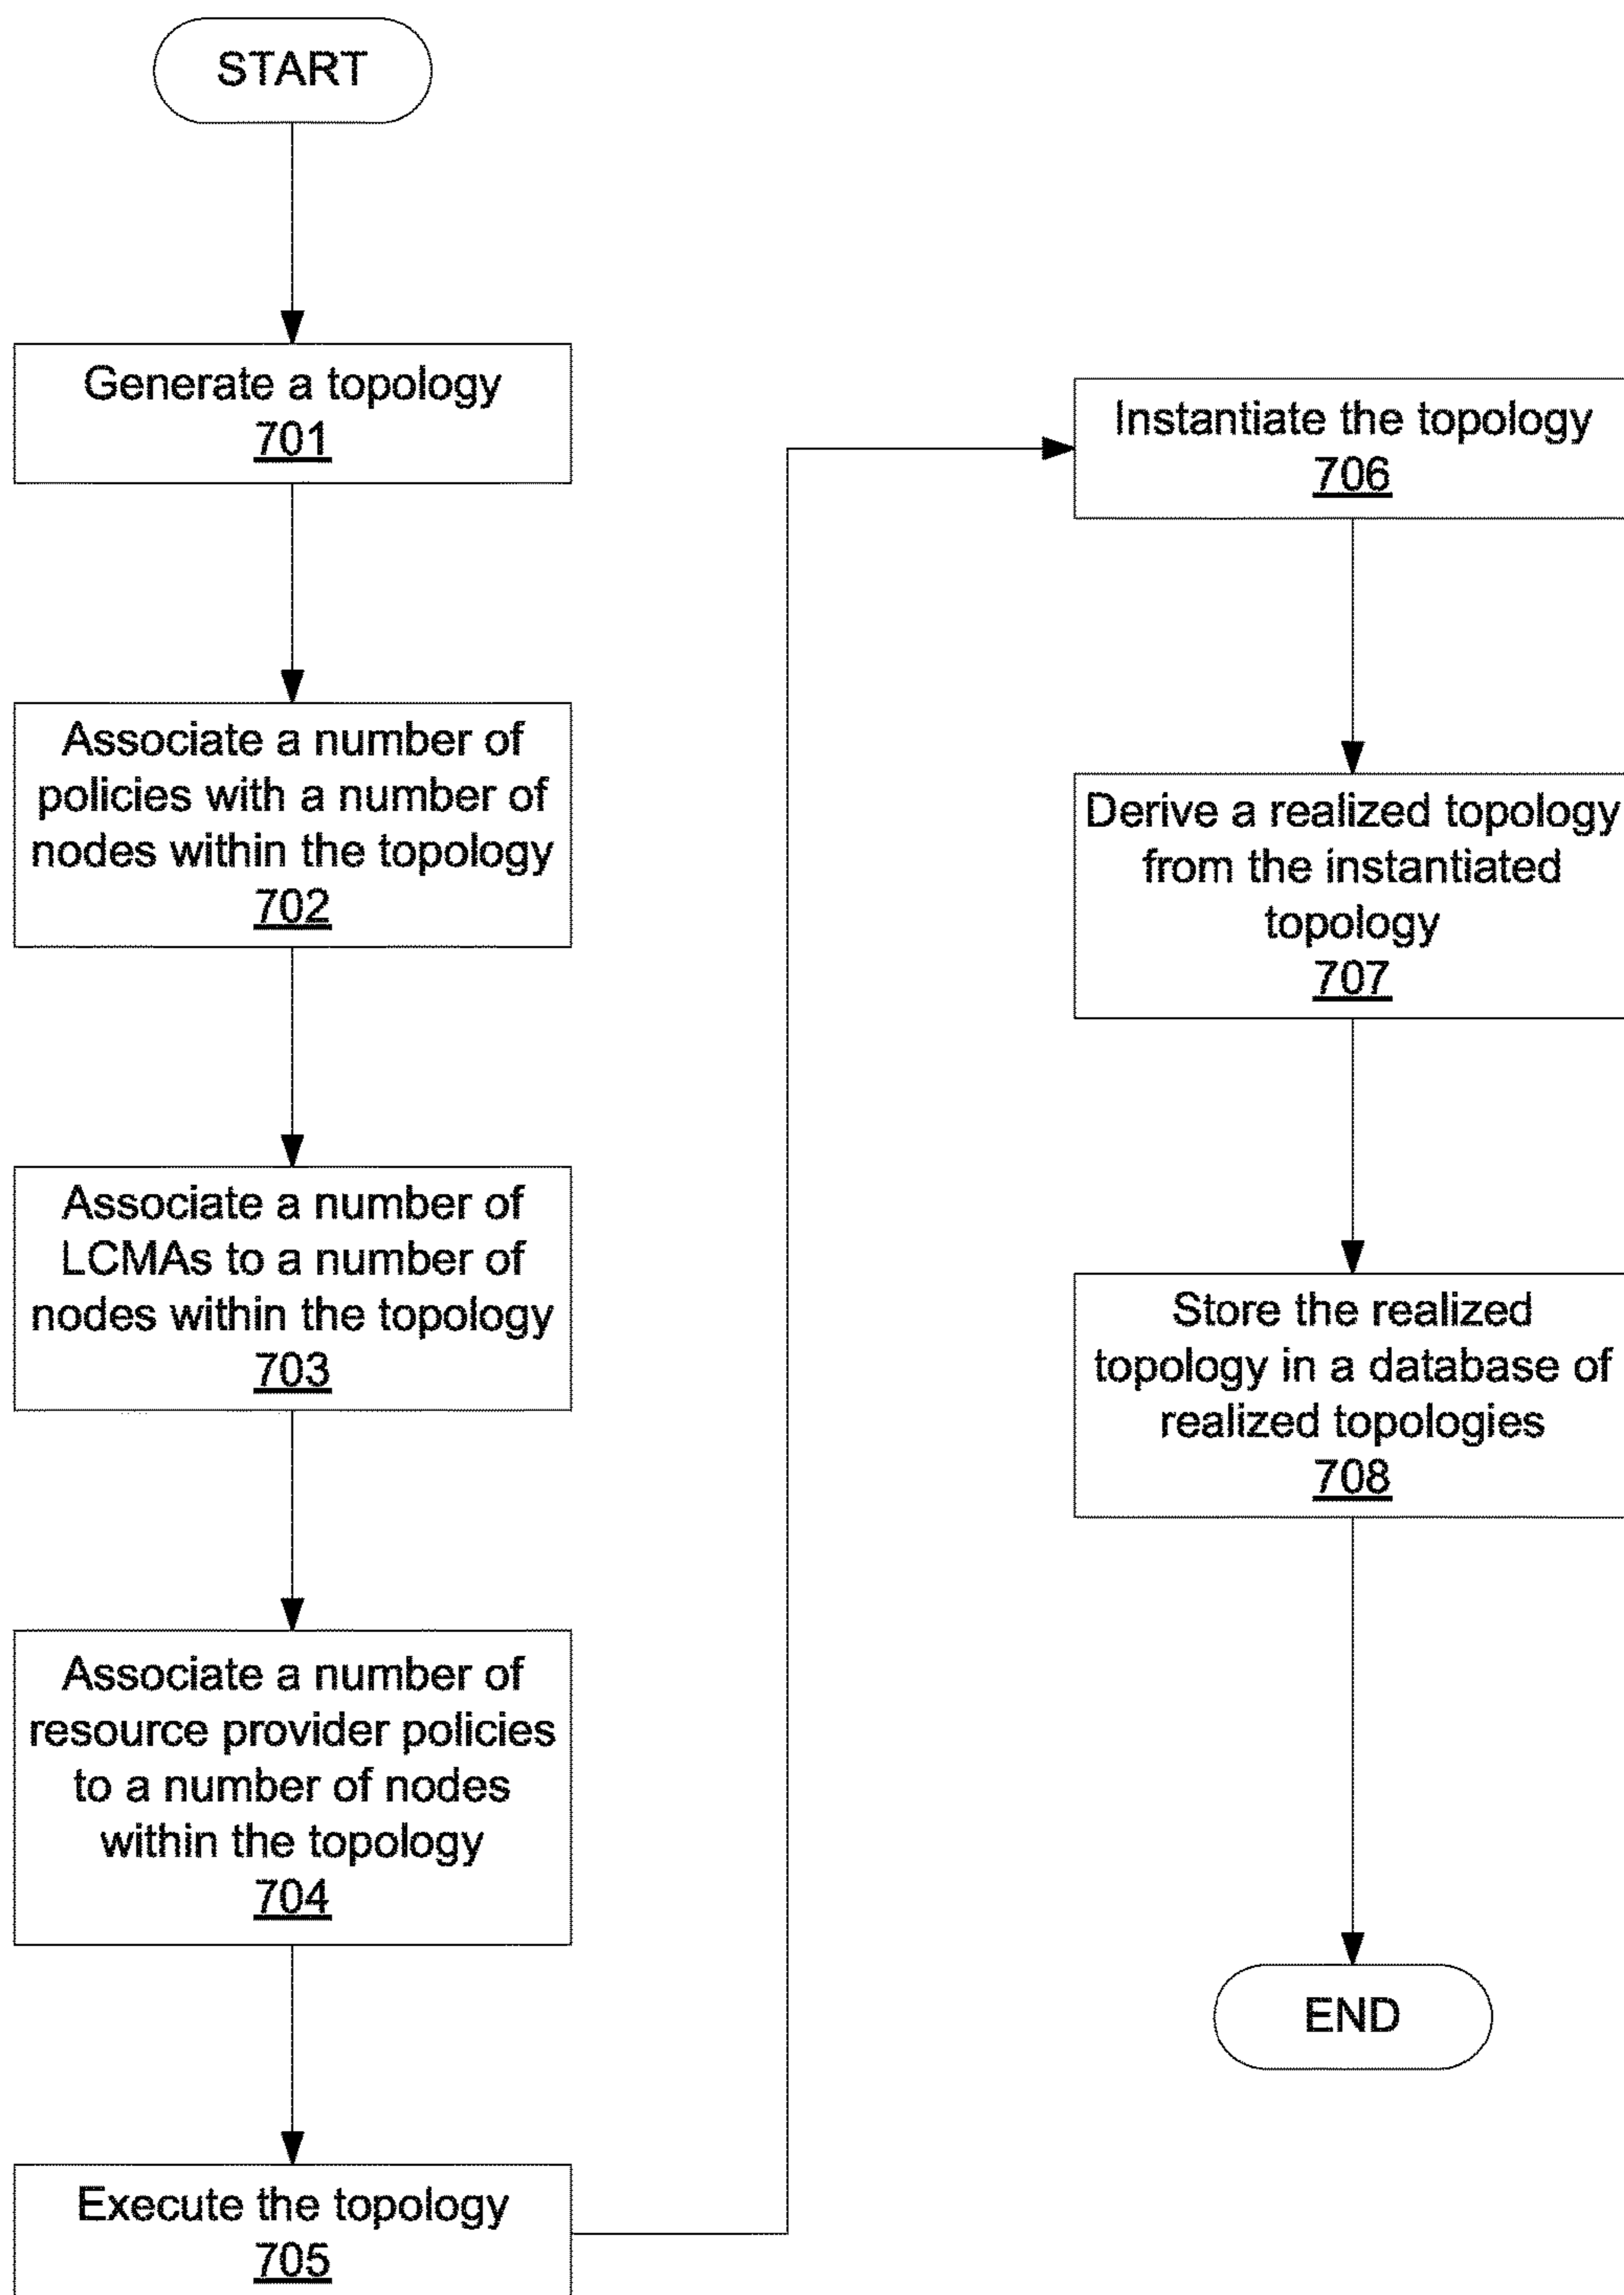 START
Generate a topology
701
Associate a number of
policies with a number of
nodes within the topology
702
Associate a number of
LCMAs to a number of
nodes within the topology
703
Associate a number of
resource provider policies
to a number of nodes
within the topology
704
Execute the topology
705
Instantiate the topology
706
Derive a realized topology
from the instantiated
topology
707
Store the realized
topology in a database of
realized topologies
708
END